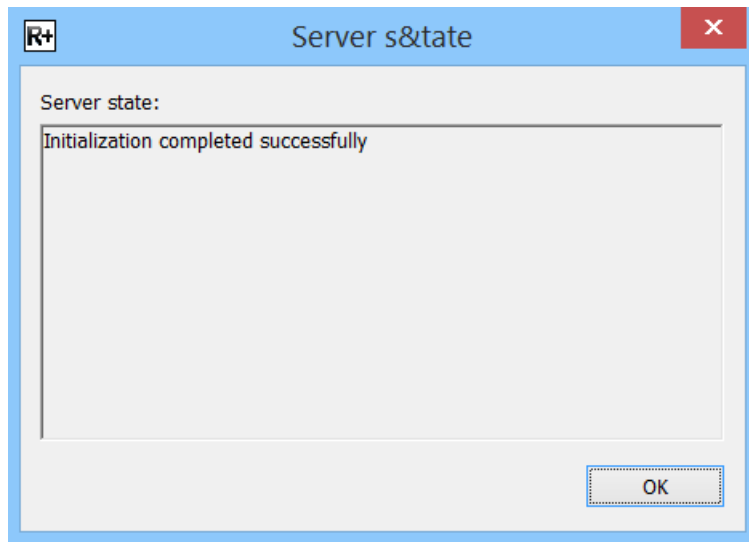 R+
Server s&tate
Server state:
Initialization completed successfully
OK